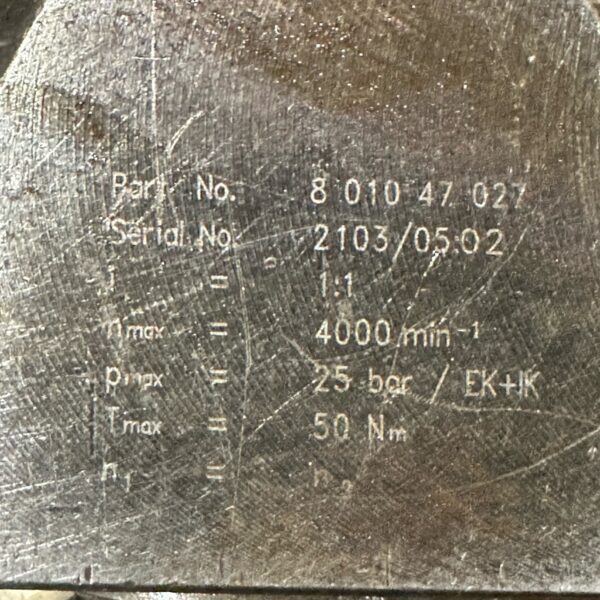 Part No. 8 010 47 027
Serial No. 2103/05.02
i = 1:1
nmax = 4000 min⁻¹
pmax = 25 bar / EK+IK
Tmax = 50 Nm
n₁ = n₂